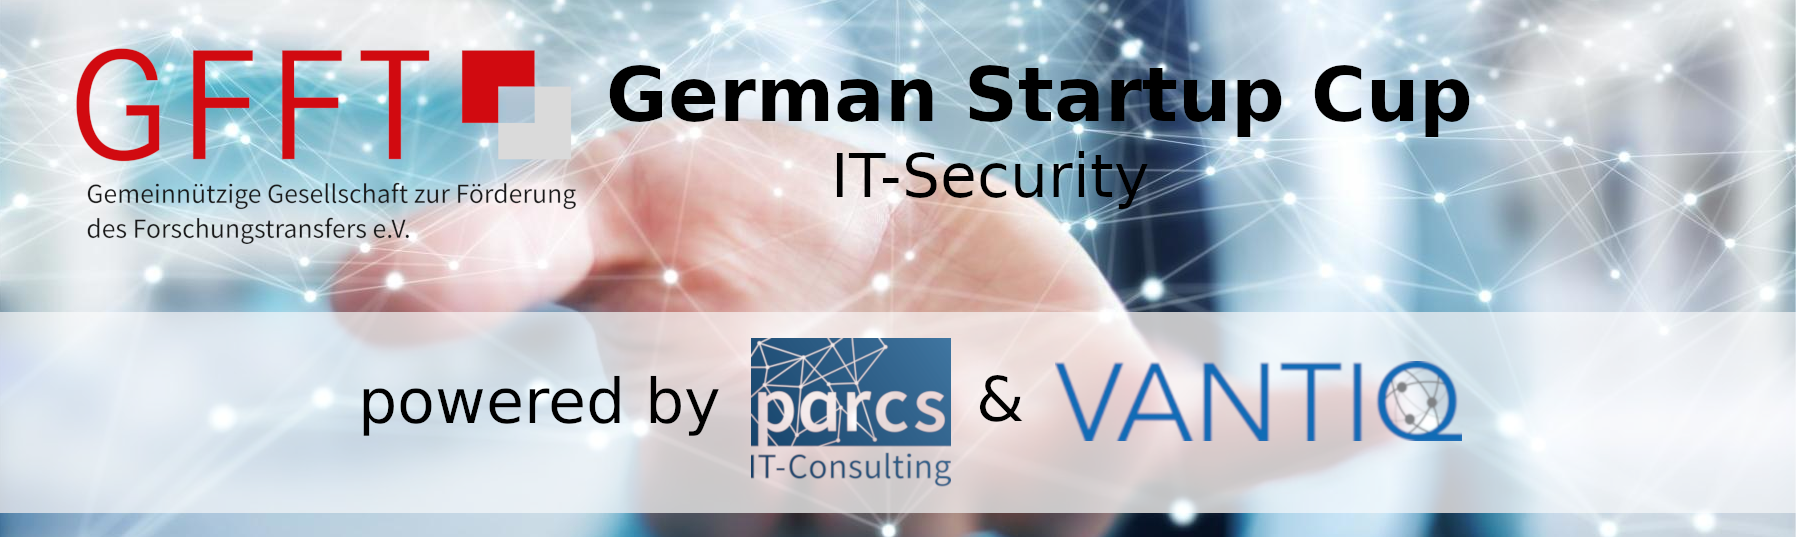 GFFT
Gemeinnützige Gesellschaft zur Förderung
des Forschungstransfers e.V.
German Startup Cup
IT-Security
powered by parcs IT-Consulting & VANTIQ